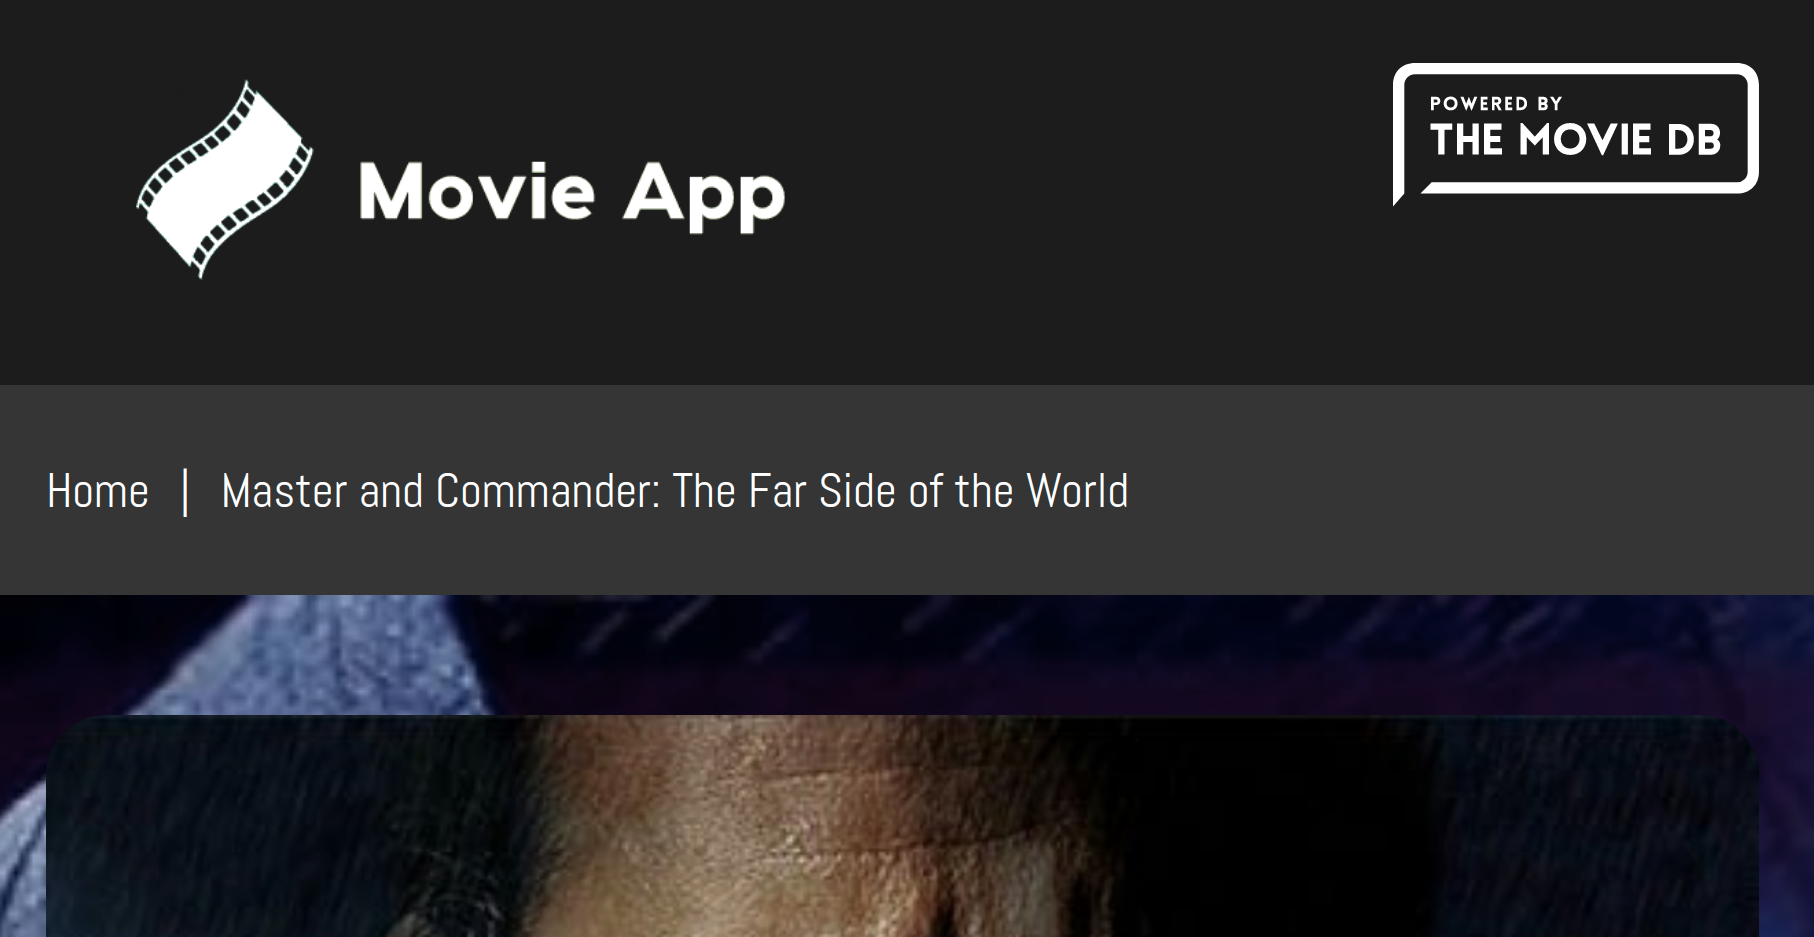 Movie App
POWERED BY
THE MOVIE DB
Home | Master and Commander: The Far Side of the World